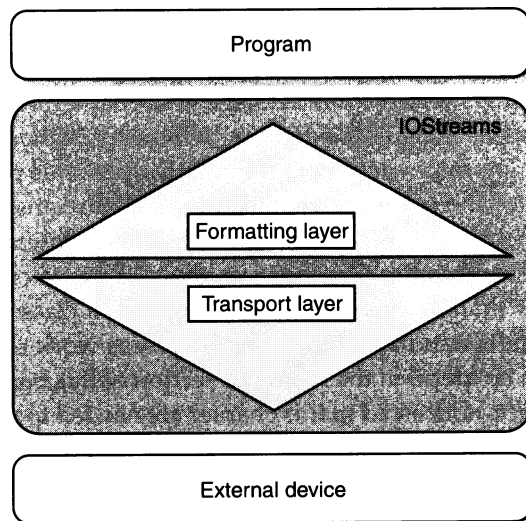 Program
IOStreams
Formatting layer
Transport layer
External device